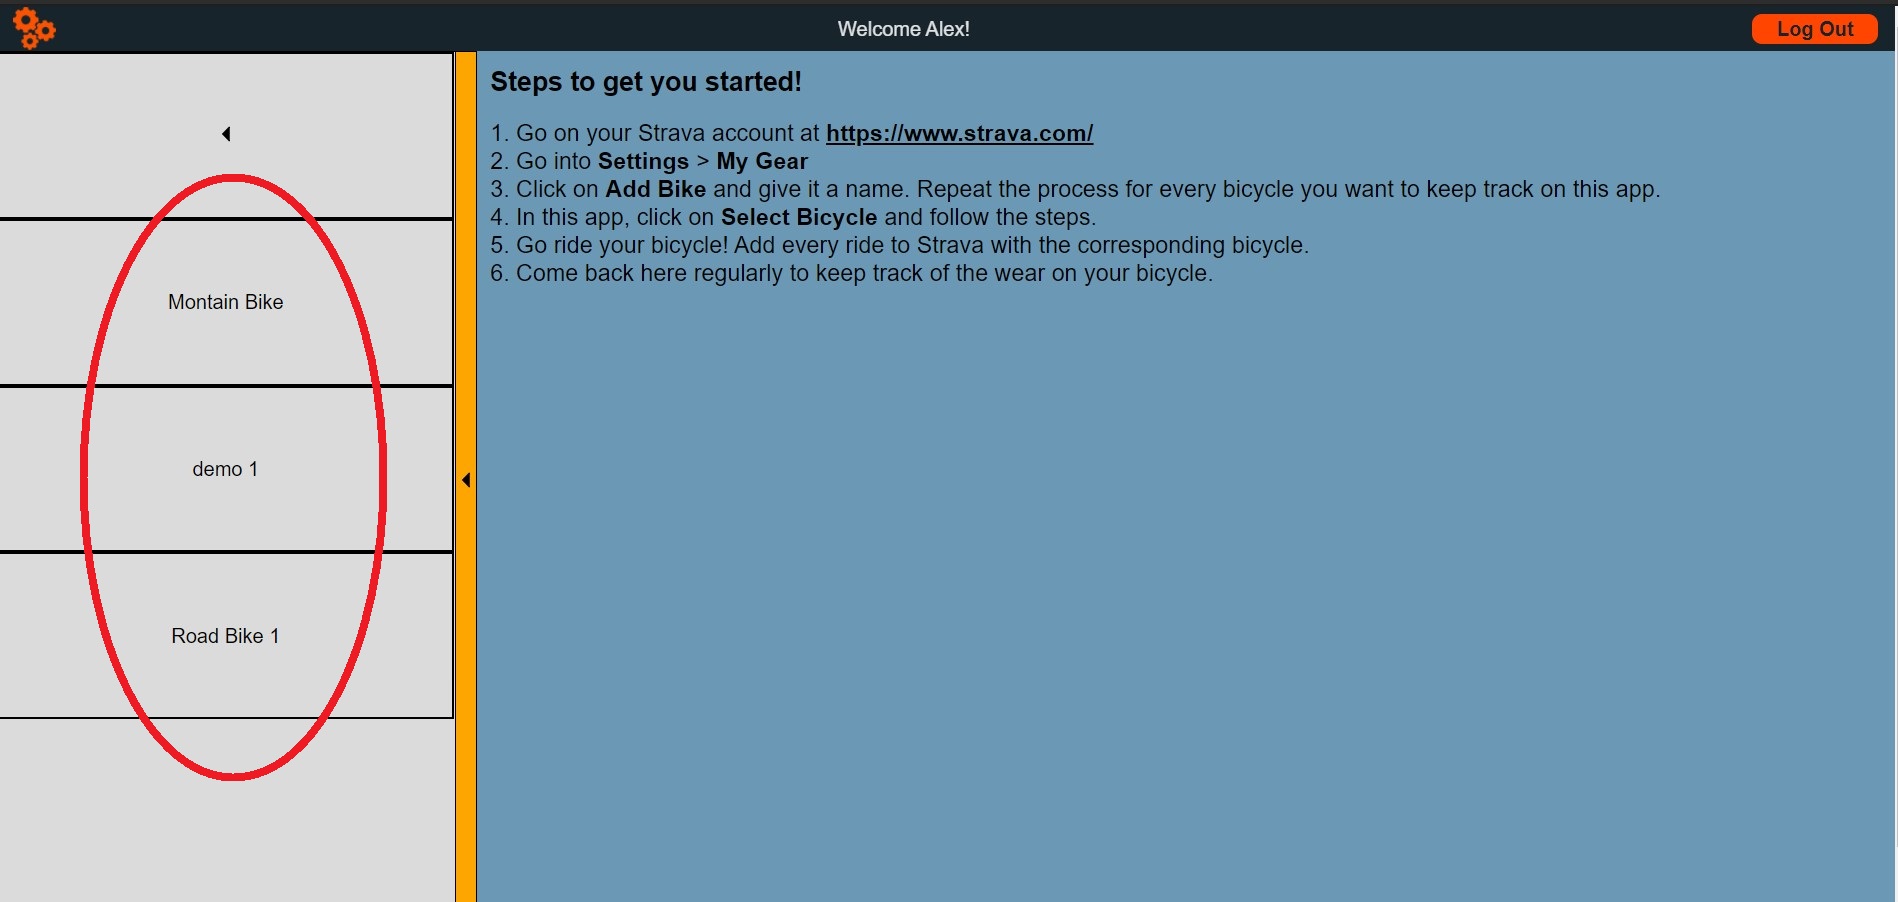 Welcome Alex!
Log Out
Montain Bike
demo 1
Road Bike 1
Steps to get you started!
1. Go on your Strava account at https://www.strava.com/
2. Go into Settings > My Gear
3. Click on Add Bike and give it a name. Repeat the process for every bicycle you want to keep track on this app.
4. In this app, click on Select Bicycle and follow the steps.
5. Go ride your bicycle! Add every ride to Strava with the corresponding bicycle.
6. Come back here regularly to keep track of the wear on your bicycle.